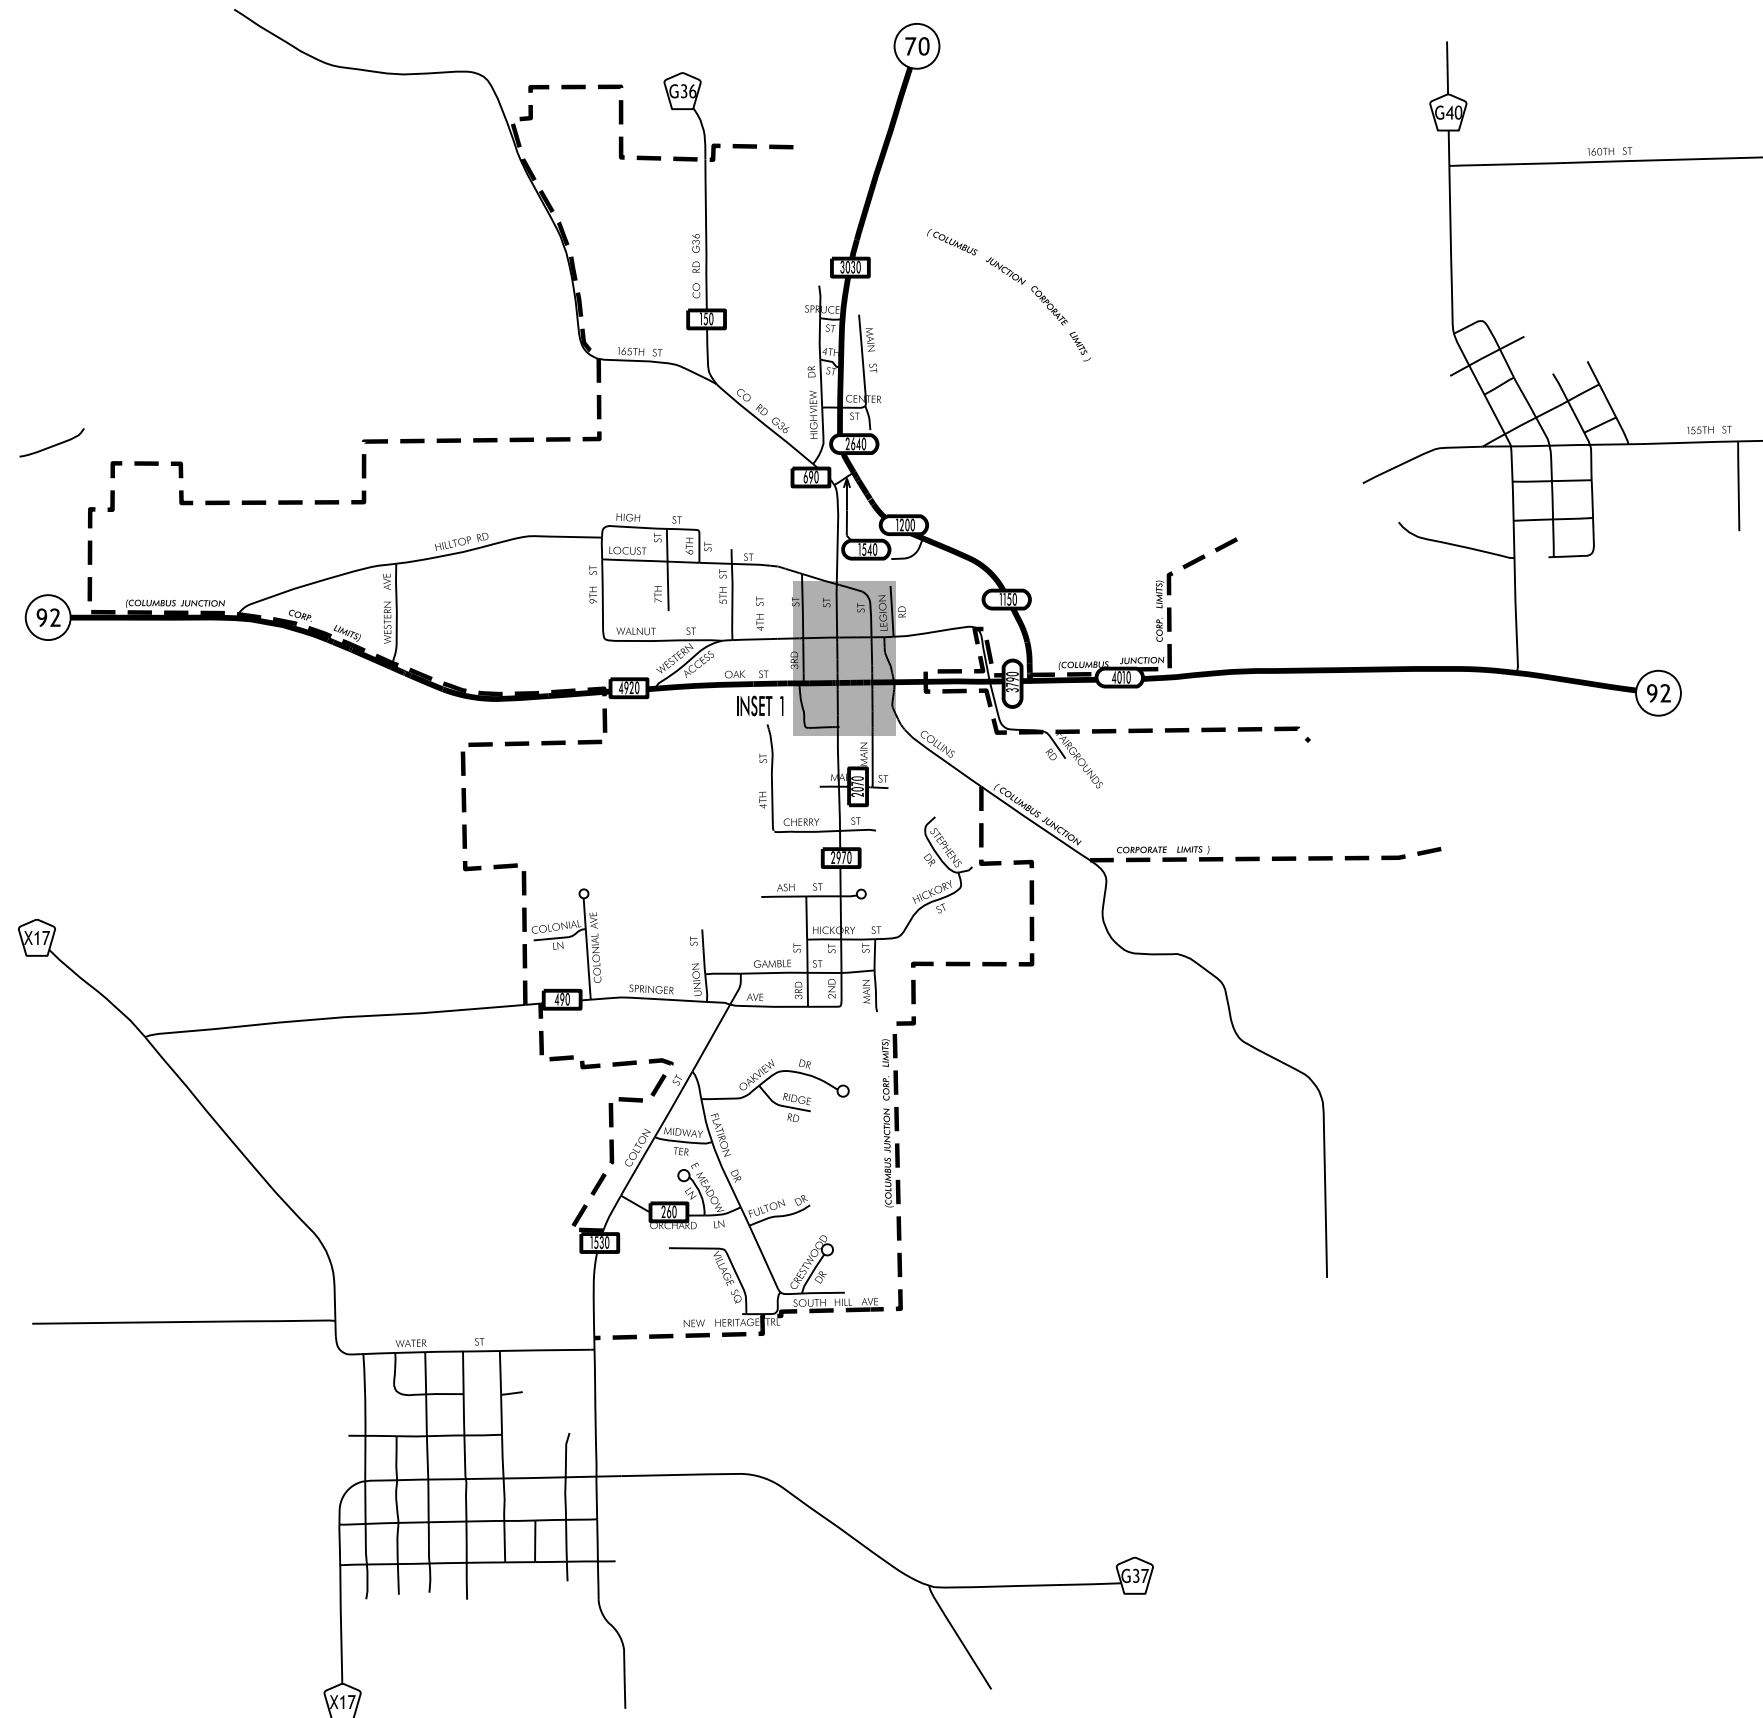 70
G36
G40
160TH ST
CO RD G36
3030
( COLUMBUS JUNCTION CORPORATE LIMITS )
150
SPRUCE
ST
MAIN ST
4TH
ST
165TH ST
HIGHVIEW DR
CO RD G36
CENTER
ST
155TH ST
2640
690
HIGH ST
1200
HILLTOP RD
LOCUST ST
6TH ST
1540
9TH ST
7TH ST
5TH ST
4TH ST
WESTERN AVE
ST
ST
ST
LEGION
RD
1150
CORP. LIMITS)
92
(COLUMBUS JUNCTION
CORP. LIMITS)
WALNUT ST
WESTERN
ACCESS
3RD
(COLUMBUS JUNCTION
OAK ST
4920
3790
4010
92
INSET 1
COLLINS
FAIRGROUNDS
RD
4TH ST
MAIN
ST
2070
( COLUMBUS JUNCTION
CORPORATE LIMITS )
CHERRY ST
2970
STEPHENS
DR
ASH ST
HICKORY
ST
X17
COLONIAL
LN
COLONIAL AVE
UNION ST
HICKORY ST
GAMBLE ST
3RD ST
2ND ST
MAIN ST
490
SPRINGER AVE
(COLUMBUS JUNCTION CORP. LIMITS)
OAKVIEW DR
RIDGE
RD
COLTON ST
MIDWAY
TER
FLATIRON DR
E MEADOW
LN
260
ORCHARD LN
FULTON DR
1530
VILLAGE SQ
CRESTWOOD
DR
SOUTH HILL AVE
NEW HERITAGE TRL
WATER ST
G37
X17